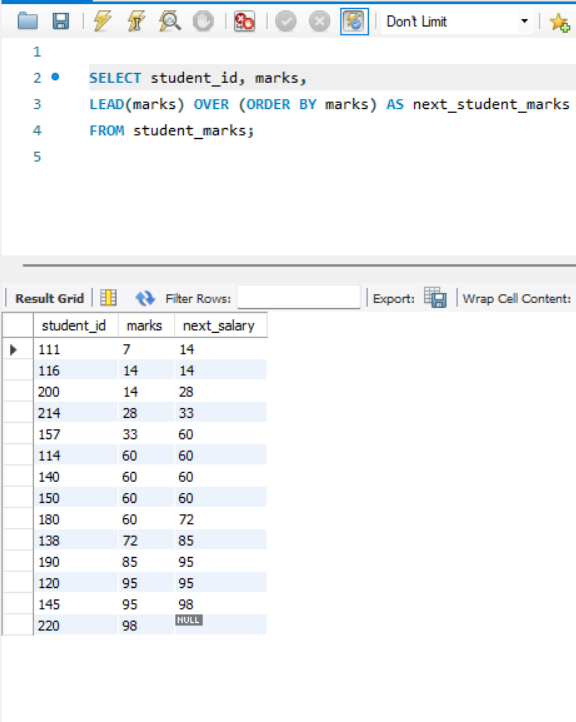 Don't Limit
1
2 SELECT student_id, marks,
3 LEAD(marks) OVER (ORDER BY marks) AS next_student_marks
4 FROM student_marks;
5
Result Grid Filter Rows: Export: Wrap Cell Content:
student_id marks next_salary
111 7 14
116 14 14
200 14 28
214 28 33
157 33 60
114 60 60
140 60 60
150 60 60
180 60 72
138 72 85
190 85 95
120 95 95
145 95 98
220 98 NULL